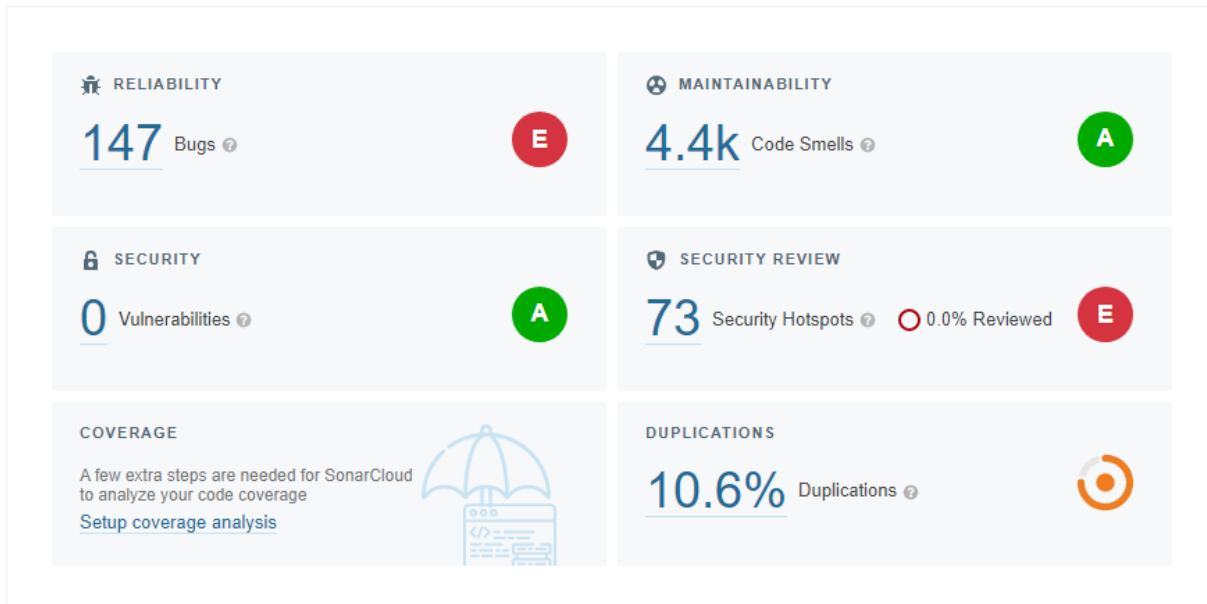 RELIABILITY
147 Bugs ?
E
MAINTAINABILITY
4.4k Code Smells ?
A
SECURITY
0 Vulnerabilities ?
A
SECURITY REVIEW
73 Security Hotspots ? 0.0% Reviewed
E
COVERAGE
A few extra steps are needed for SonarCloud
to analyze your code coverage
Setup coverage analysis
</>
DUPLICATIONS
10.6% Duplications ?